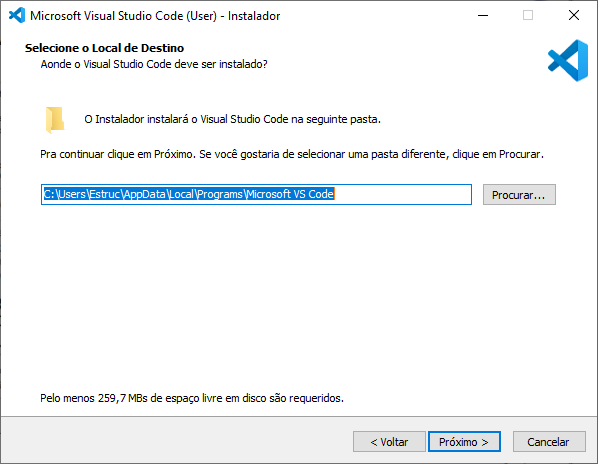 Microsoft Visual Studio Code (User) - Instalador
Selecione o Local de Destino
Aonde o Visual Studio Code deve ser instalado?
O Instalador instalará o Visual Studio Code na seguinte pasta.
Pra continuar clique em Próximo. Se você gostaria de selecionar uma pasta diferente, clique em Procurar.
C:\Users\Estruc\AppData\Local\Programs\Microsoft VS Code
Procurar...
Pelo menos 259,7 MBs de espaço livre em disco são requeridos.
< Voltar
Próximo >
Cancelar